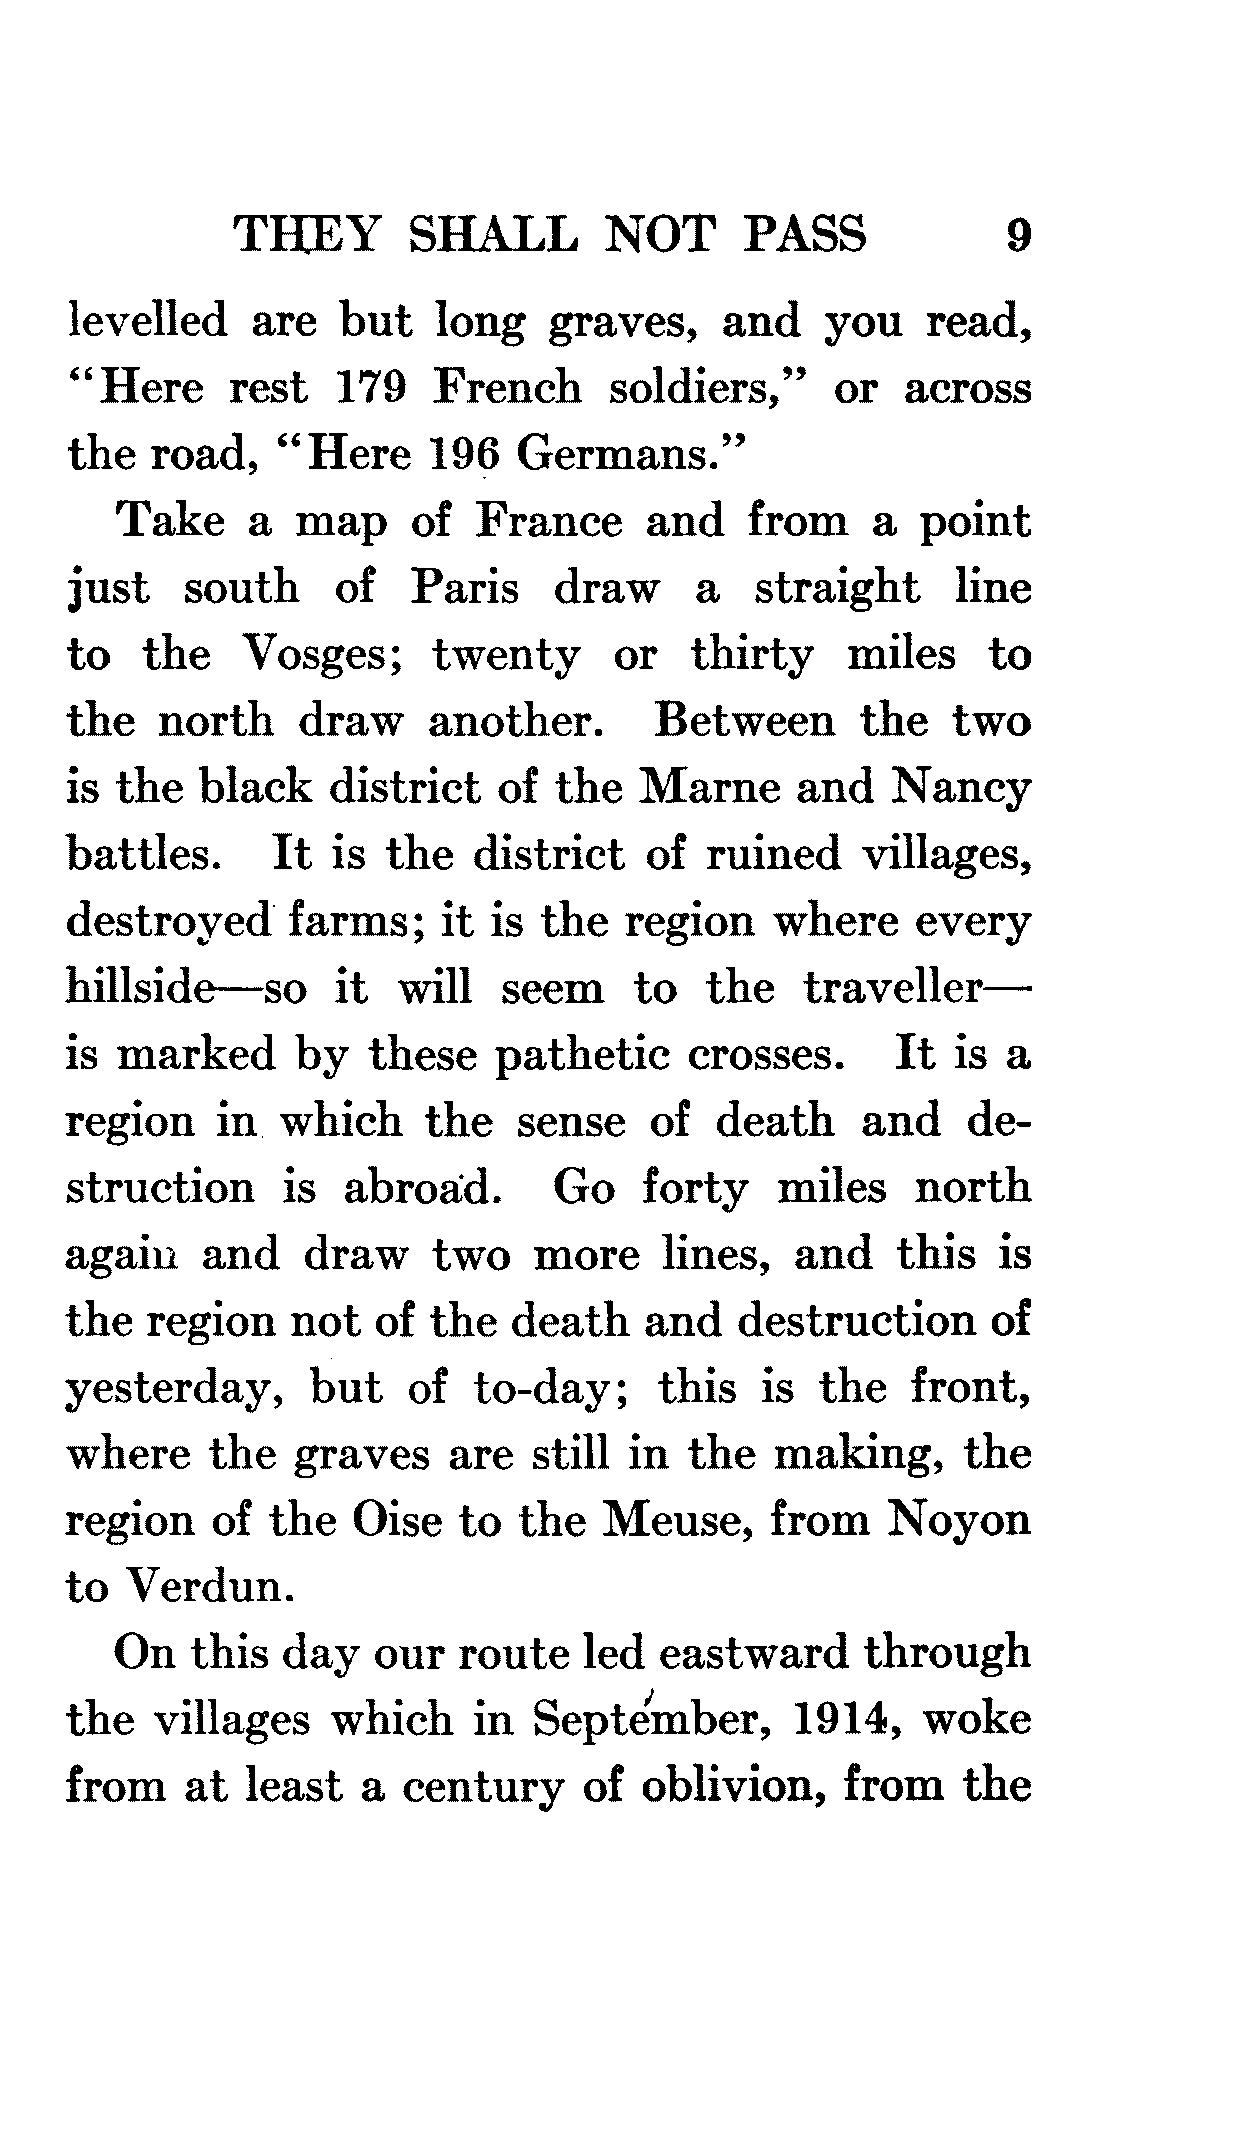 THEY SHALL NOT PASS 9
levelled are but long graves, and you read,
“Here rest 179 French soldiers,” or across
the road, “Here 196 Germans.”
Take a map of France and from a point
just south of Paris draw a straight line
to the Vosges; twenty or thirty miles to
the north draw another. Between the two
is the black district of the Marne and Nancy
battles. It is the district of ruined villages,
destroyed farms; it is the region where every
hillside—so it will seem to the traveller—
is marked by these pathetic crosses. It is a
region in which the sense of death and de-
struction is abroad. Go forty miles north
again and draw two more lines, and this is
the region not of the death and destruction of
yesterday, but of to-day; this is the front,
where the graves are still in the making, the
region of the Oise to the Meuse, from Noyon
to Verdun.
On this day our route led eastward through
the villages which in September, 1914, woke
from at least a century of oblivion, from the